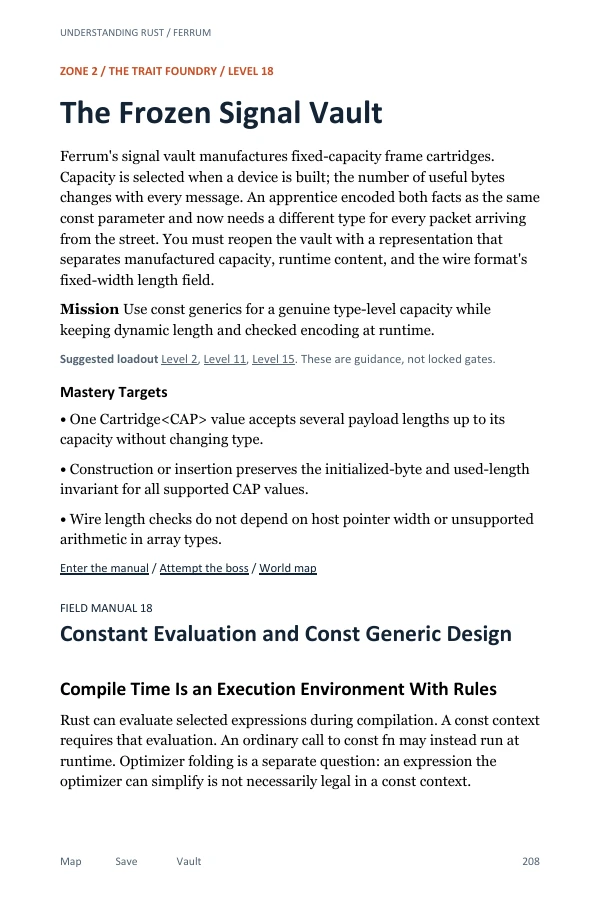 UNDERSTANDING RUST / FERRUM
ZONE 2 / THE TRAIT FOUNDRY / LEVEL 18
The Frozen Signal Vault
Ferrum's signal vault manufactures fixed-capacity frame cartridges.
Capacity is selected when a device is built; the number of useful bytes
changes with every message. An apprentice encoded both facts as the same
const parameter and now needs a different type for every packet arriving
from the street. You must reopen the vault with a representation that
separates manufactured capacity, runtime content, and the wire format's
fixed-width length field.
Mission Use const generics for a genuine type-level capacity while
keeping dynamic length and checked encoding at runtime.
Suggested loadout Level 2, Level 11, Level 15. These are guidance, not locked gates.
Mastery Targets
• One Cartridge<CAP> value accepts several payload lengths up to its
capacity without changing type.
• Construction or insertion preserves the initialized-byte and used-length
invariant for all supported CAP values.
• Wire length checks do not depend on host pointer width or unsupported
arithmetic in array types.
Enter the manual / Attempt the boss / World map
FIELD MANUAL 18
Constant Evaluation and Const Generic Design
Compile Time Is an Execution Environment With Rules
Rust can evaluate selected expressions during compilation. A const context
requires that evaluation. An ordinary call to const fn may instead run at
runtime. Optimizer folding is a separate question: an expression the
optimizer can simplify is not necessarily legal in a const context.
Map Save Vault 208